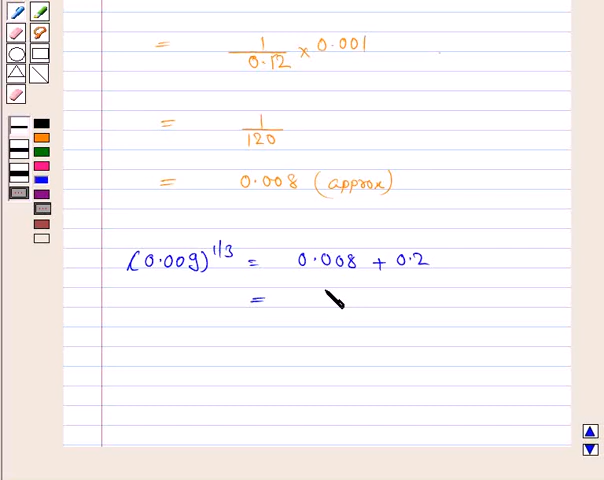 = 1/0.12 × 0.001
= 1/120
= 0.008 (approx)
(0.009)^1/3 = 0.008 + 0.2
=